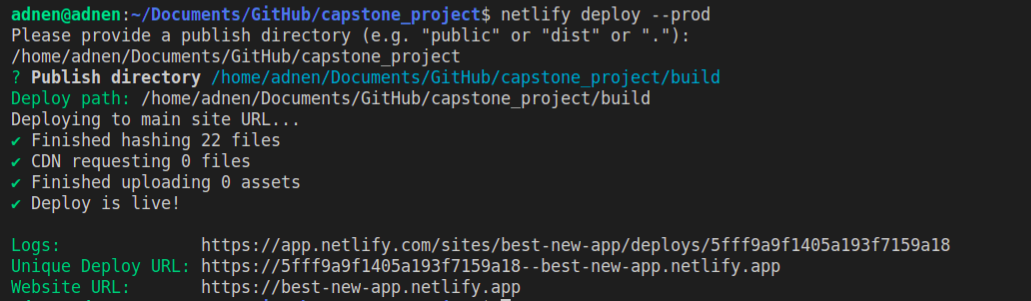 adnen@adnen:~/Documents/GitHub/capstone_project$ netlify deploy --prod
Please provide a publish directory (e.g. "public" or "dist" or "."):
/home/adnen/Documents/GitHub/capstone_project
? Publish directory /home/adnen/Documents/GitHub/capstone_project/build
Deploy path: /home/adnen/Documents/GitHub/capstone_project/build
Deploying to main site URL...
✔ Finished hashing 22 files
✔ CDN requesting 0 files
✔ Finished uploading 0 assets
✔ Deploy is live!
Logs: https://app.netlify.com/sites/best-new-app/deploys/5fff9a9f1405a193f7159a18
Unique Deploy URL: https://5fff9a9f1405a193f7159a18--best-new-app.netlify.app
Website URL: https://best-new-app.netlify.app